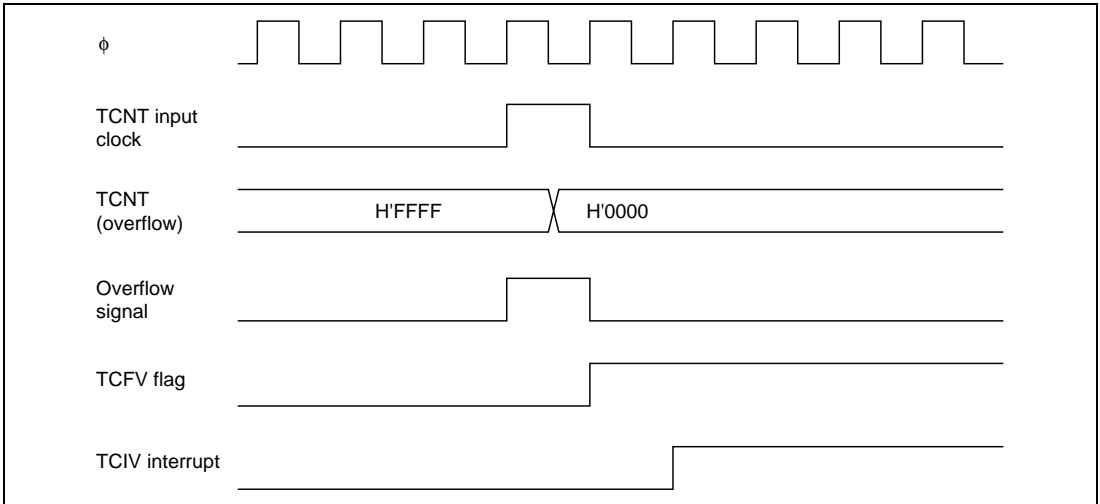 ϕ
TCNT input
clock
TCNT
(overflow)
H'FFFF
H'0000
Overflow
signal
TCFV flag
TCIV interrupt